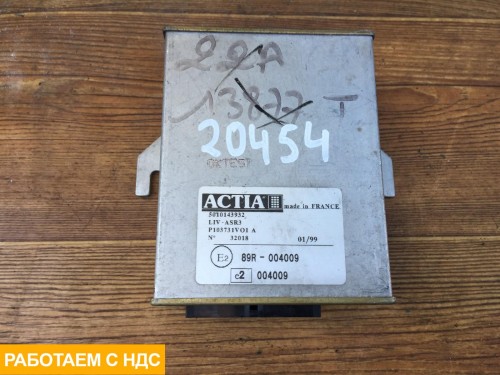 22A
13877 T
20454
OKTEST
ACTIA made in FRANCE
5010143932
LIV-ASR3
P103731VO1 A
N° 32018 01/99
E2 89R - 004009
c2 004009
РАБОТАЕМ С НДС